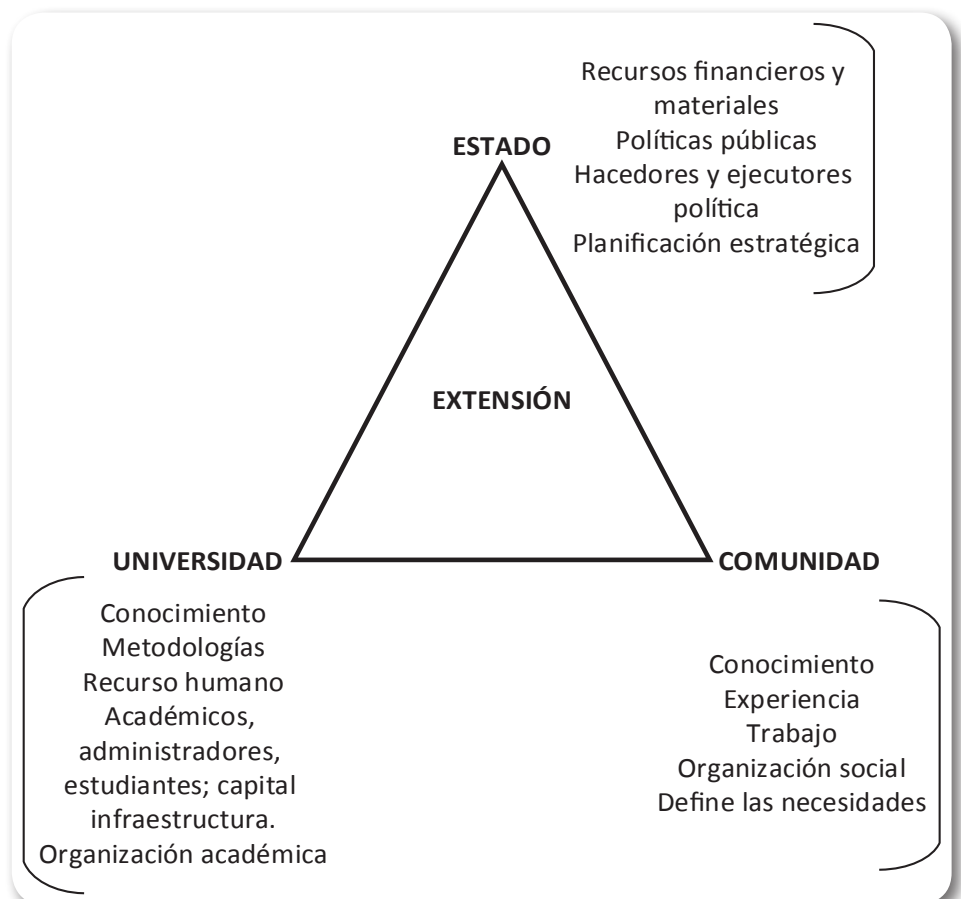 Recursos financieros y
materiales
Políticas públicas
Hacedores y ejecutores
política
Planificación estratégica
ESTADO
EXTENSIÓN
UNIVERSIDAD
COMUNIDAD
Conocimiento
Metodologías
Recurso humano
Académicos,
administradores,
estudiantes; capital
infraestructura.
Organización académica
Conocimiento
Experiencia
Trabajo
Organización social
Define las necesidades